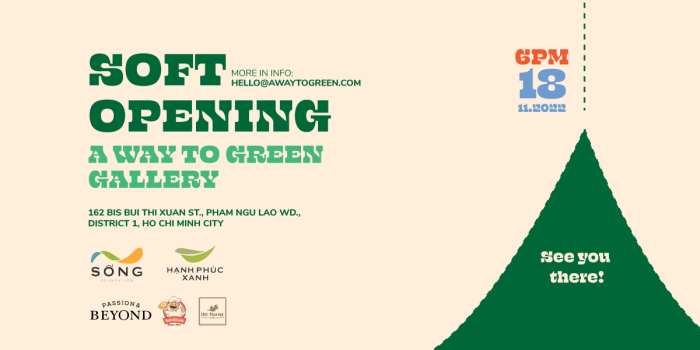 SOFT
MORE IN INFO:
HELLO@AWAYTOGREEN.COM
OPENING
A WAY TO GREEN
GALLERY
162 BIS BUI THI XUAN ST., PHAM NGU LAO WD.,
DISTRICT 1, HO CHI MINH CITY
SỐNG
FOUNDATION
HẠNH PHÚC
XANH
PASSION &
BEYOND
6PM
18
11.2022
See you
there!